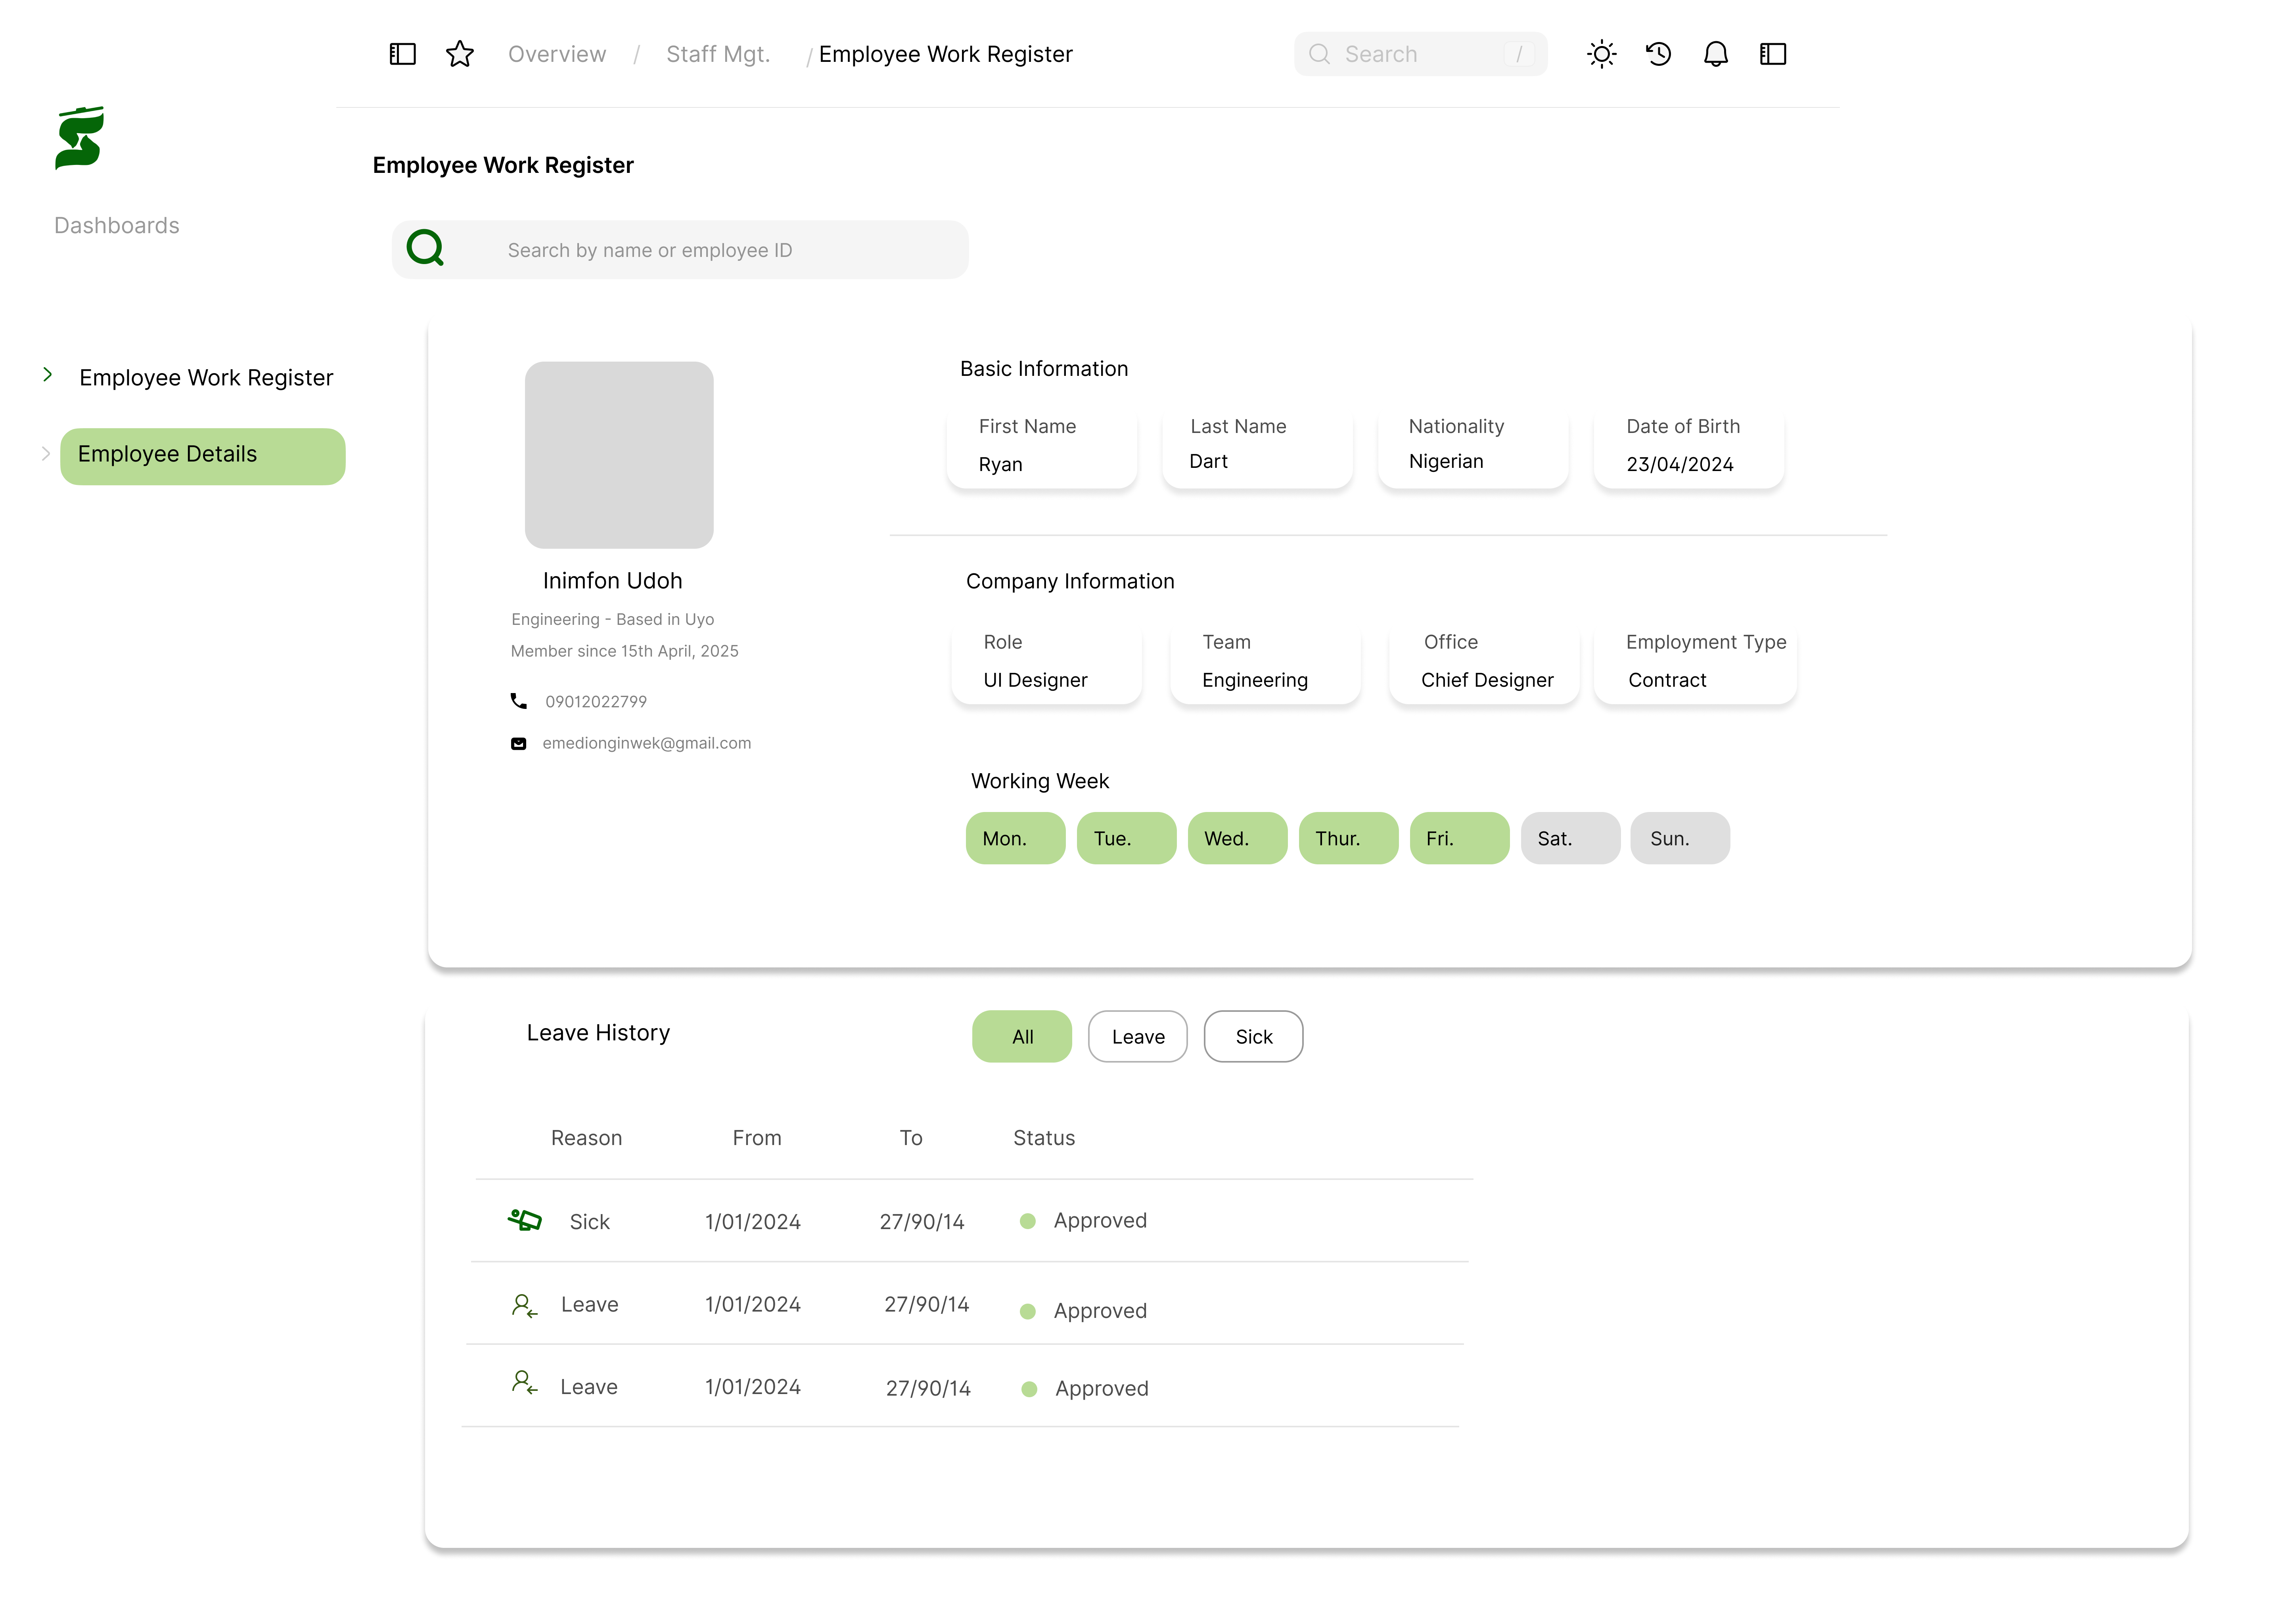 Overview / Staff Mgt. / Employee Work Register
Search /
Employee Work Register
Dashboards
Search by name or employee ID
Employee Work Register
Employee Details
Inimfon Udoh
Engineering - Based in Uyo
Member since 15th April, 2025
09012022799
emedionginwek@gmail.com
Basic Information
First Name Last Name Nationality Date of Birth
Ryan Dart Nigerian 23/04/2024
Company Information
Role Team Office Employment Type
UI Designer Engineering Chief Designer Contract
Working Week
Mon. Tue. Wed. Thur. Fri. Sat. Sun.
Leave History
All Leave Sick
Reason From To Status
Sick 1/01/2024 27/90/14 Approved
Leave 1/01/2024 27/90/14 Approved
Leave 1/01/2024 27/90/14 Approved